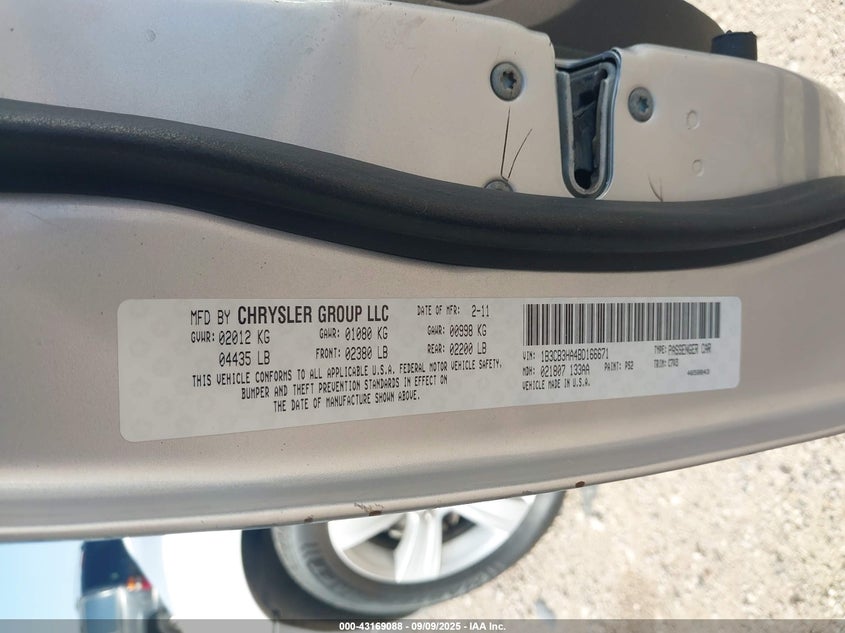 MFD BY CHRYSLER GROUP LLC
DATE OF MFR: 2-11
GVWR: 02012 KG
GAWR: 01080 KG
GAWR: 00998 KG
04435 LB
FRONT: 02380 LB
REAR: 02200 LB
THIS VEHICLE CONFORMS TO ALL APPLICABLE U.S.A. FEDERAL MOTOR VEHICLE SAFETY,
BUMPER AND THEFT PREVENTION STANDARDS IN EFFECT ON
THE DATE OF MANUFACTURE SHOWN ABOVE.
VIN: 1B3CB3HA4BD166671
TYPE: PASSENGER CAR
MDH: 021807 133AA
PAINT: PS2
TRIM: C7K9
VEHICLE MADE IN U.S.A.
000-43169088 - 09/09/2025 - IAA Inc.